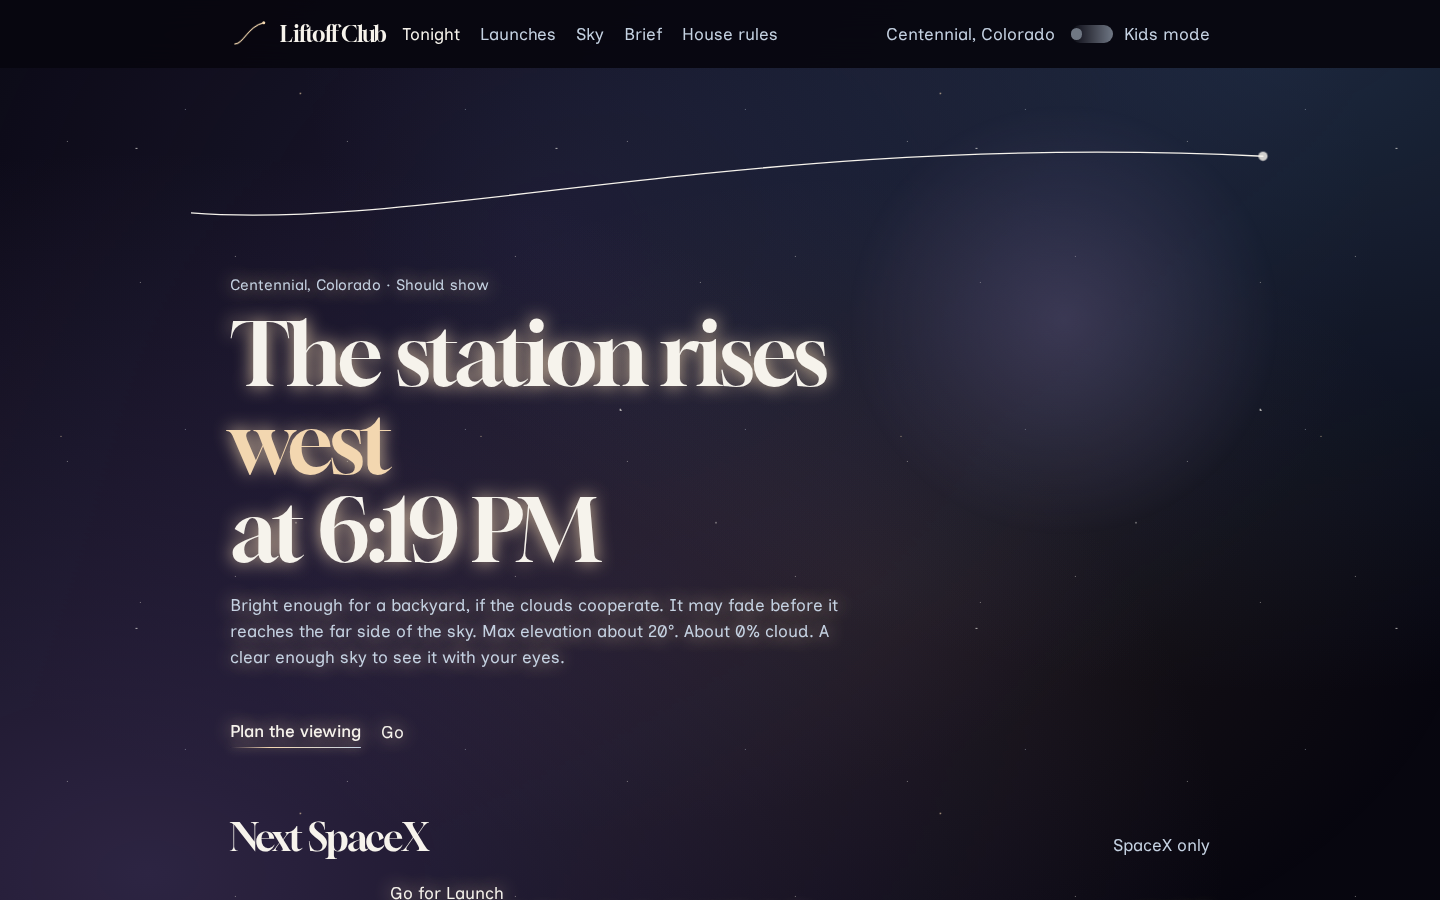 Liftoff Club Tonight Launches Sky Brief House rules Centennial, Colorado Kids mode
Centennial, Colorado · Should show
The station rises
west
at 6:19 PM
Bright enough for a backyard, if the clouds cooperate. It may fade before it
reaches the far side of the sky. Max elevation about 20°. About 0% cloud. A
clear enough sky to see it with your eyes.
Plan the viewing Go
Next SpaceX SpaceX only
Go for Launch